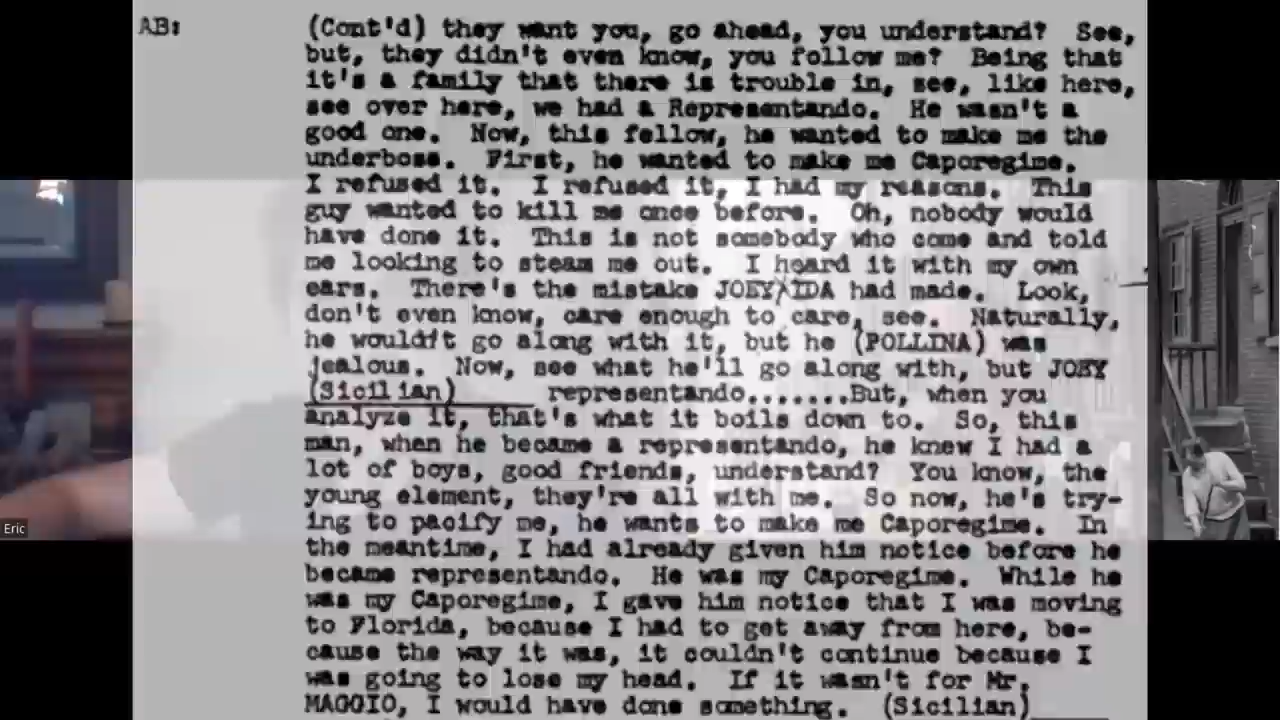 AB: (Cont'd) they want you, go ahead, you understand? See,
but, they didn't even know, you follow me? Being that
it's a family that there is trouble in, see, like here,
see over here, we had a Representando. He wasn't a
good one. Now, this fellow, he wanted to make me the
underboss. First, he wanted to make me Caporegime.
I refused it. I refused it, I had my reasons. This
guy wanted to kill me once before. Oh, nobody would
have done it. This is not somebody who come and told
me looking to steam me out. I heard it with my own
ears. There's the mistake JOEY IDA had made. Look,
don't even know, care enough to care, see. Naturally,
he wouldn't go along with it, but he (POLLINA) was
jealous. Now, see what he'll go along with, but JOEY
(Sicilian) representando.......But, when you
analyze it, that's what it boils down to. So, this
man, when he became a representando, he knew I had a
lot of boys, good friends, understand? You know, the
young element, they're all with me. So now, he's try-
ing to pacify me, he wants to make me Caporegime. In
the meantime, I had already given him notice before he
became representando. He was my Caporegime. While he
was my Caporegime, I gave him notice that I was moving
to Florida, because I had to get away from here, be-
cause the way it was, it couldn't continue because I
was going to lose my head. If it wasn't for Mr.
MAGGIO, I would have done something. (Sicilian)
Eric